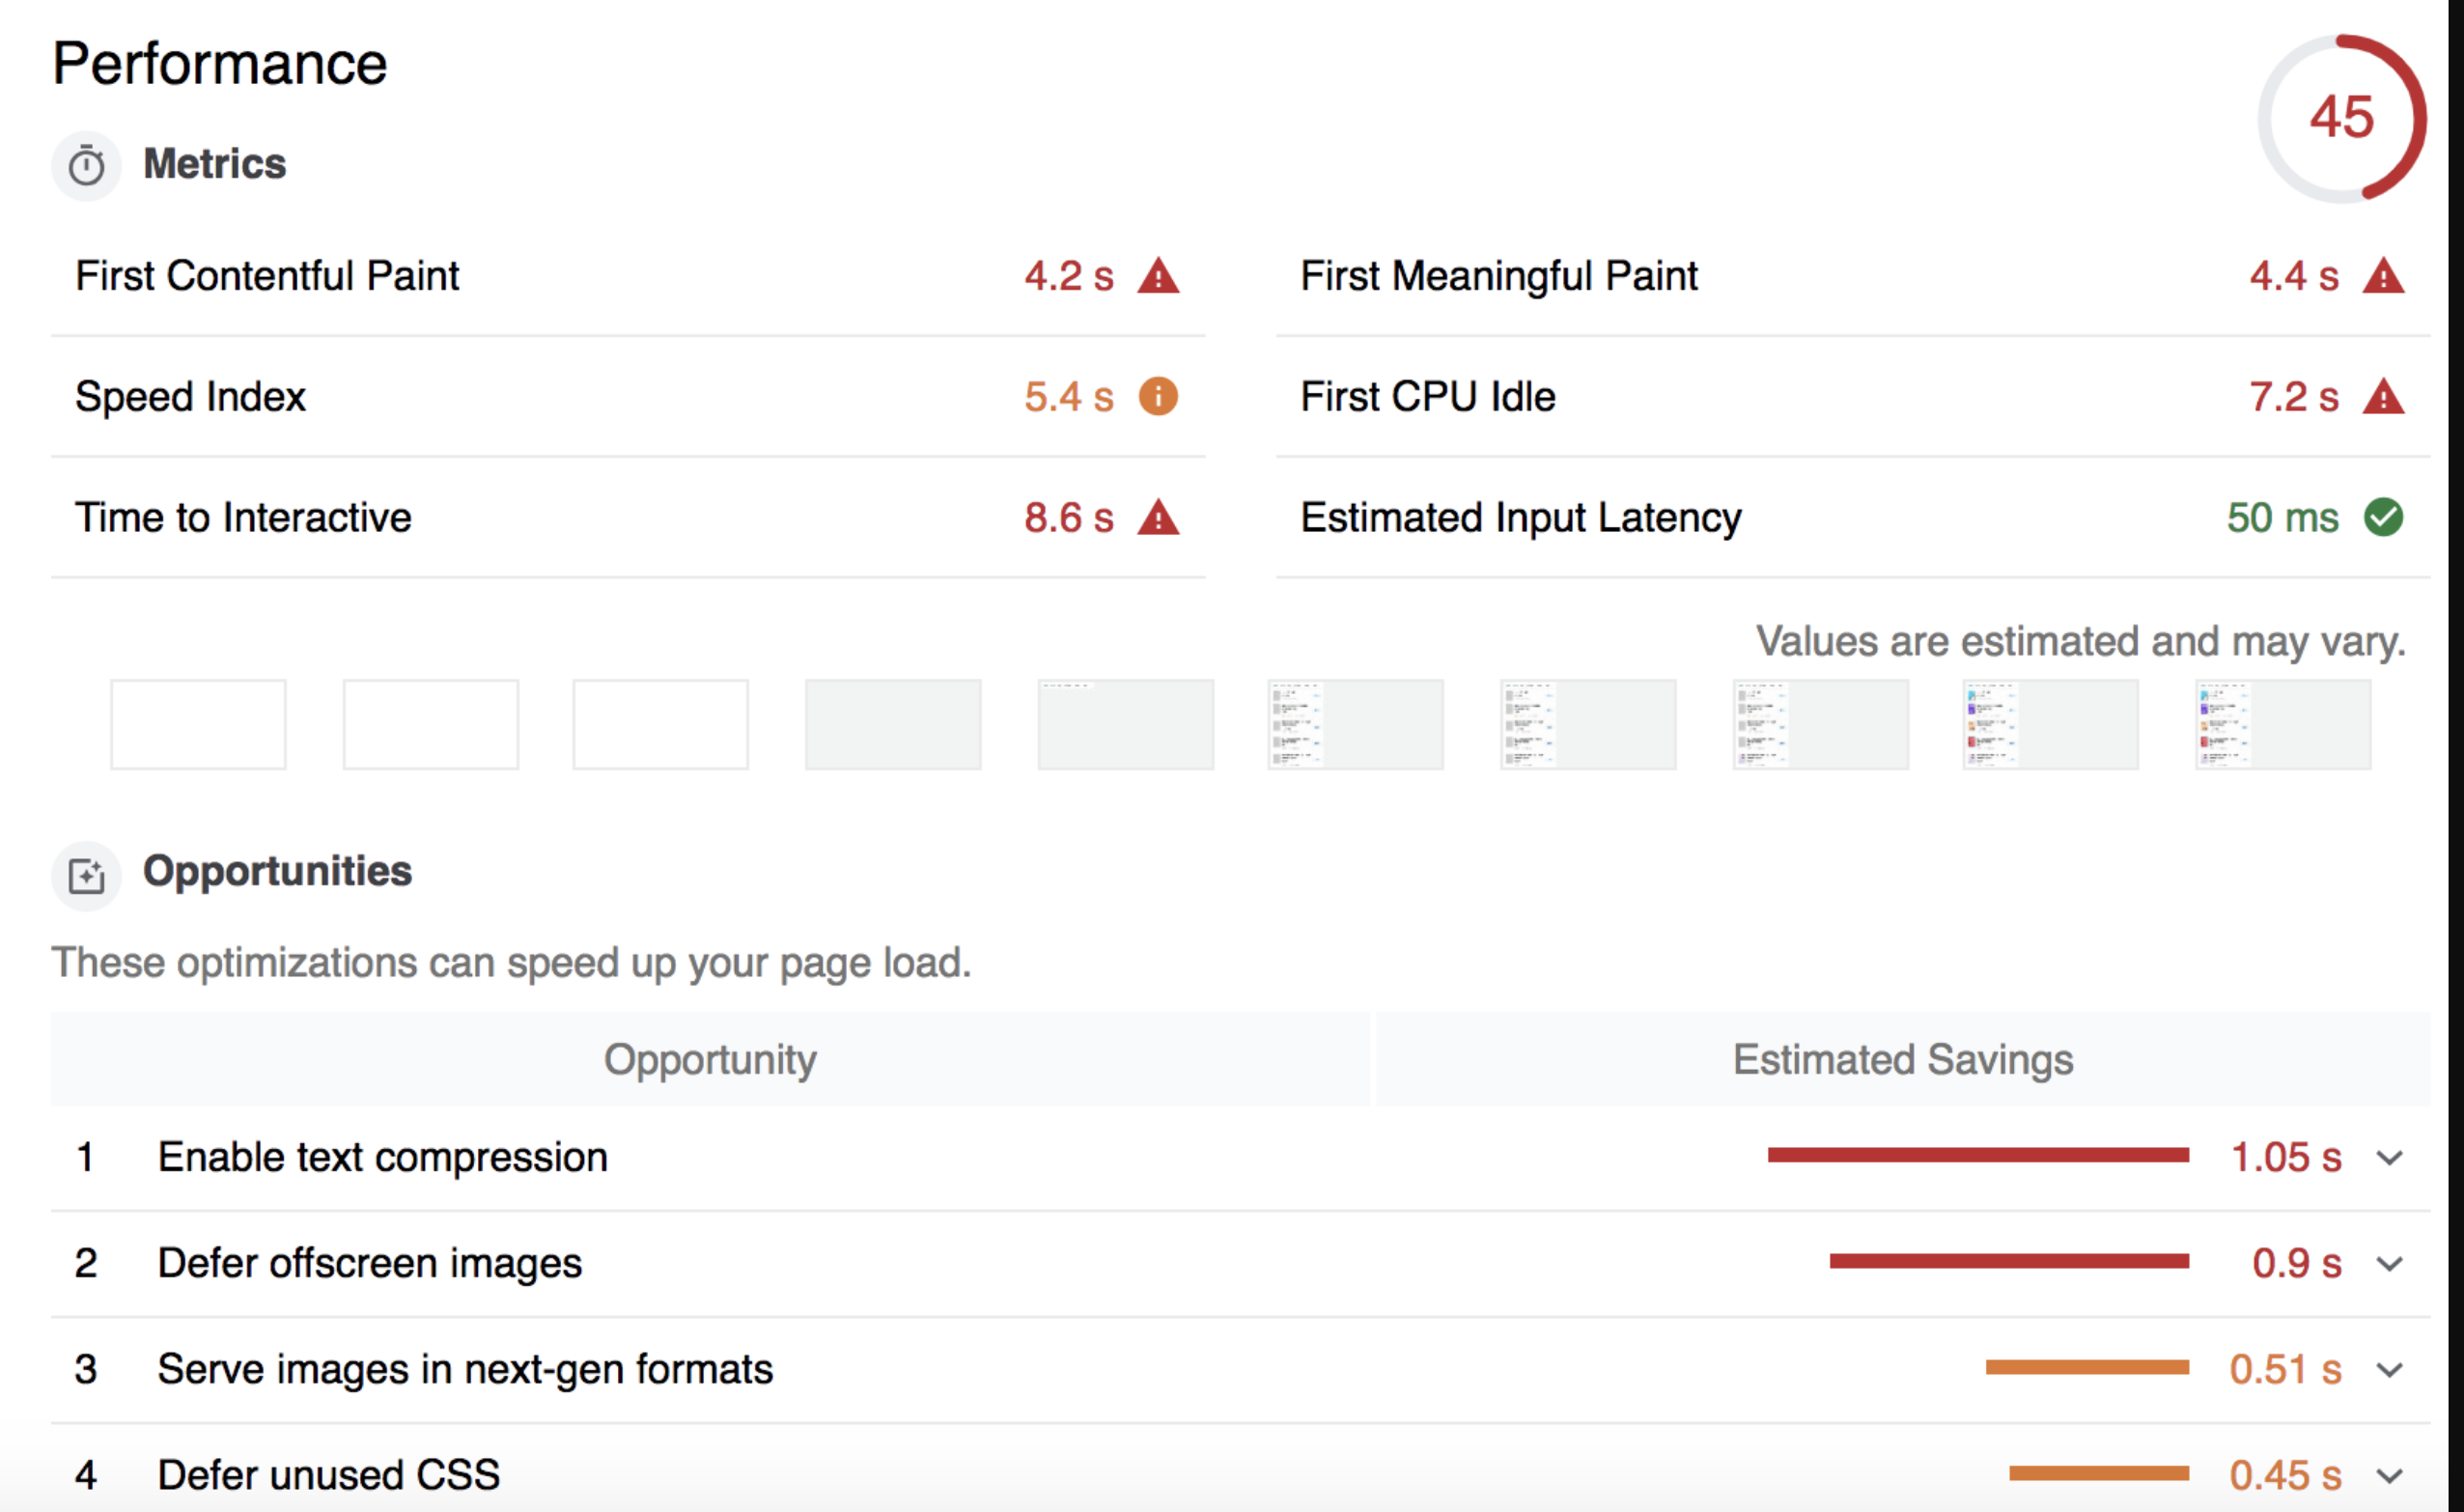 Performance
45
Metrics
First Contentful Paint 4.2 s
First Meaningful Paint 4.4 s
Speed Index 5.4 s
First CPU Idle 7.2 s
Time to Interactive 8.6 s
Estimated Input Latency 50 ms
Values are estimated and may vary.
Opportunities
These optimizations can speed up your page load.
Opportunity Estimated Savings
1 Enable text compression 1.05 s
2 Defer offscreen images 0.9 s
3 Serve images in next-gen formats 0.51 s
4 Defer unused CSS 0.45 s